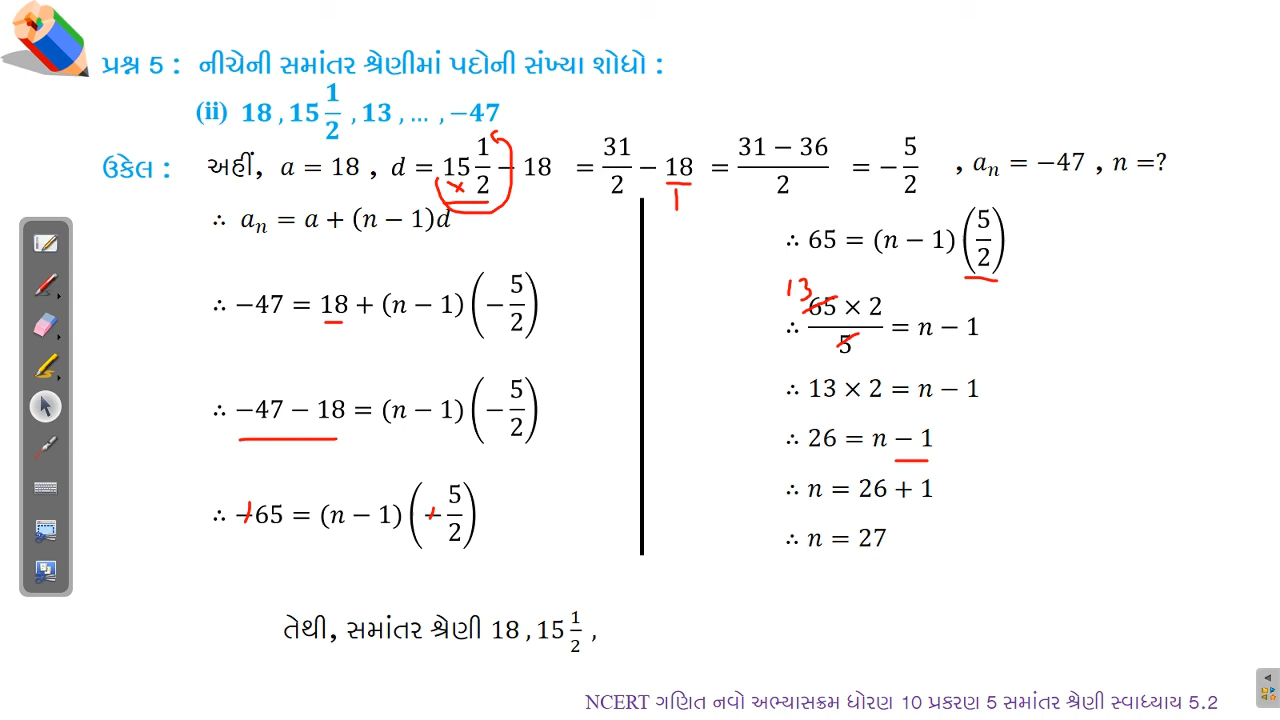 પ્રશ્ન 5 : નીચેની સમાંતર શ્રેણીમાં પદોની સંખ્યા શોધો :
(ii) 18 , 15 1/2 , 13 , … , −47
ઉકેલ : અહીં, a = 18 , d = 15 1/2 − 18 = 31/2 − 18 = (31 − 36)/2 = − 5/2 , aₙ = −47 , n =?
1
∴ aₙ = a + (n − 1)d
∴ −47 = 18 + (n − 1)(− 5/2)
∴ −47 − 18 = (n − 1)(− 5/2)
∴ −65 = (n − 1)(− 5/2)
∴ 65 = (n − 1)(5/2)
13
∴ (65 × 2)/5 = n − 1
∴ 13 × 2 = n − 1
∴ 26 = n − 1
∴ n = 26 + 1
∴ n = 27
તેથી, સમાંતર શ્રેણી 18 , 15 1/2 ,
NCERT ગણિત નવો અભ્યાસક્રમ ધોરણ 10 પ્રકરણ 5 સમાંતર શ્રેણી સ્વાધ્યાય 5.2